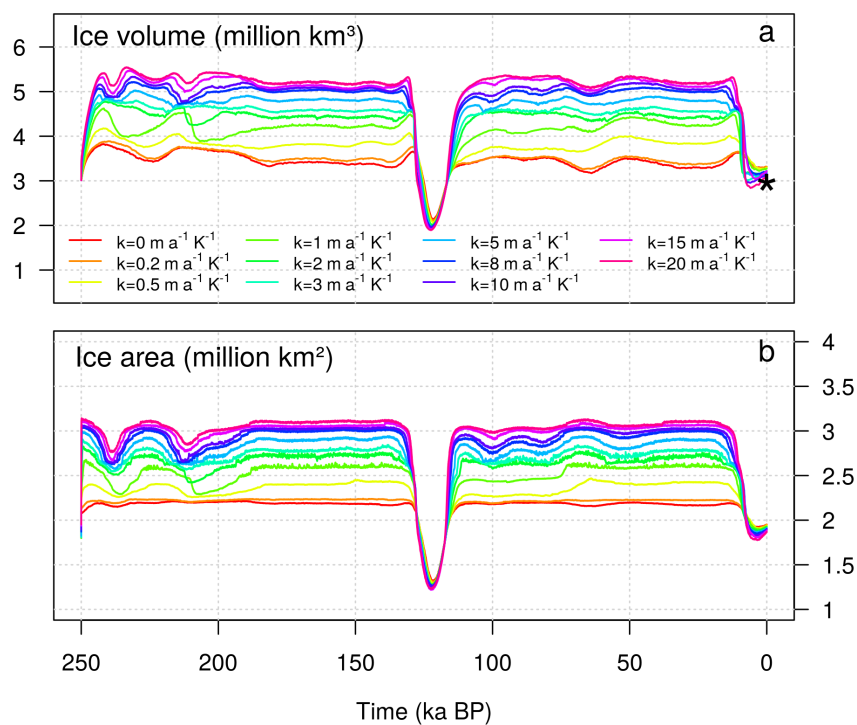 Ice volume (million km³) a
6
5
4
3
2
1
k=0 m a⁻¹ K⁻¹ k=1 m a⁻¹ K⁻¹ k=5 m a⁻¹ K⁻¹ k=15 m a⁻¹ K⁻¹
k=0.2 m a⁻¹ K⁻¹ k=2 m a⁻¹ K⁻¹ k=8 m a⁻¹ K⁻¹ k=20 m a⁻¹ K⁻¹
k=0.5 m a⁻¹ K⁻¹ k=3 m a⁻¹ K⁻¹ k=10 m a⁻¹ K⁻¹
Ice area (million km²) b
4
3.5
3
2.5
2
1.5
1
250 200 150 100 50 0
Time (ka BP)